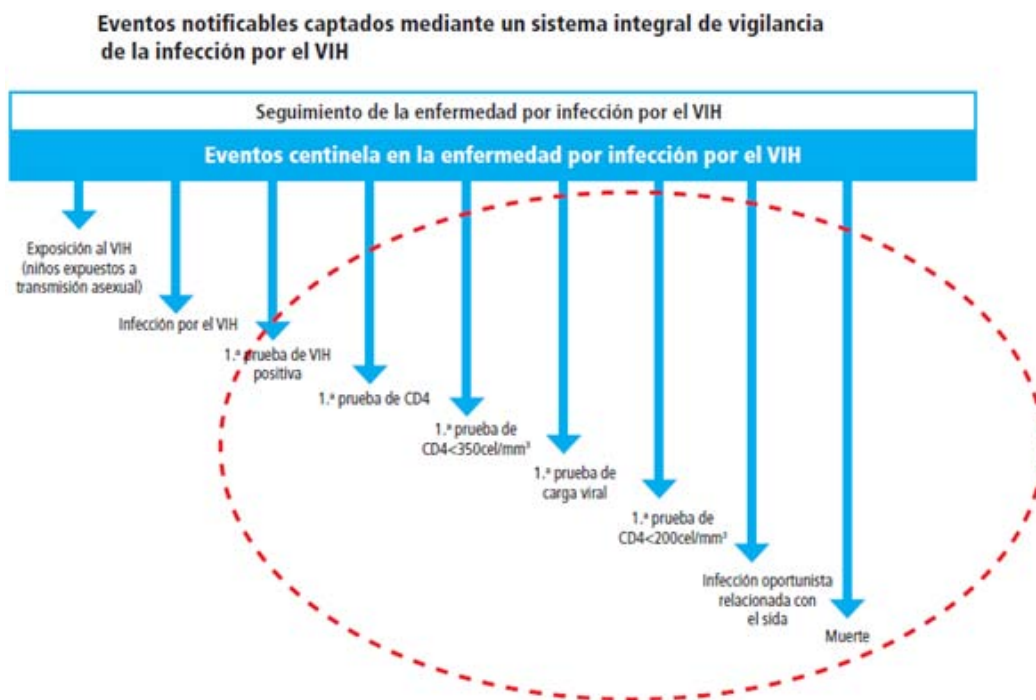 Eventos notificables captados mediante un sistema integral de vigilancia
de la infección por el VIH
Seguimiento de la enfermedad por infección por el VIH
Eventos centinela en la enfermedad por infección por el VIH
Exposición al VIH
(niños expuestos a
transmisión asexual)
Infección por el VIH
1.ª prueba de VIH
positiva
1.ª prueba de CD4
1.ª prueba de
CD4<350cel/mm³
1.ª prueba de
carga viral
1.ª prueba de
CD4<200cel/mm³
Infección oportunista
relacionada con
el sida
Muerte